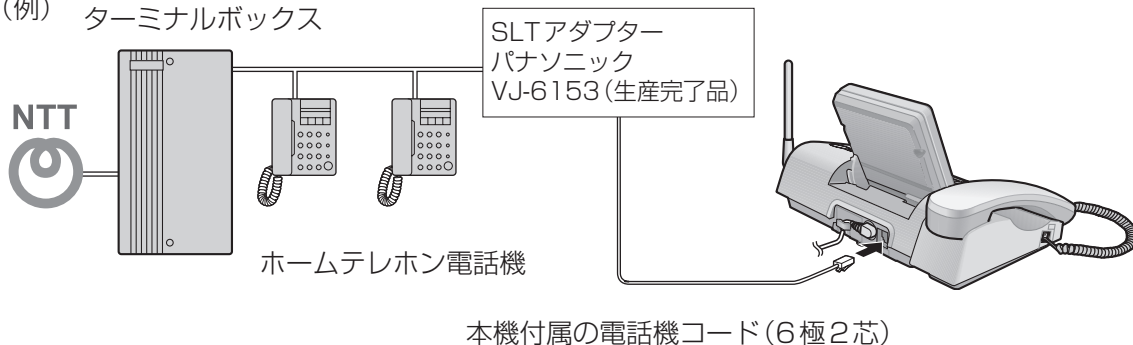 (例)
ターミナルボックス
SLTアダプター
パナソニック
VJ-6153(生産完了品)
NTT
ホームテレホン電話機
本機付属の電話機コード(6極2芯)